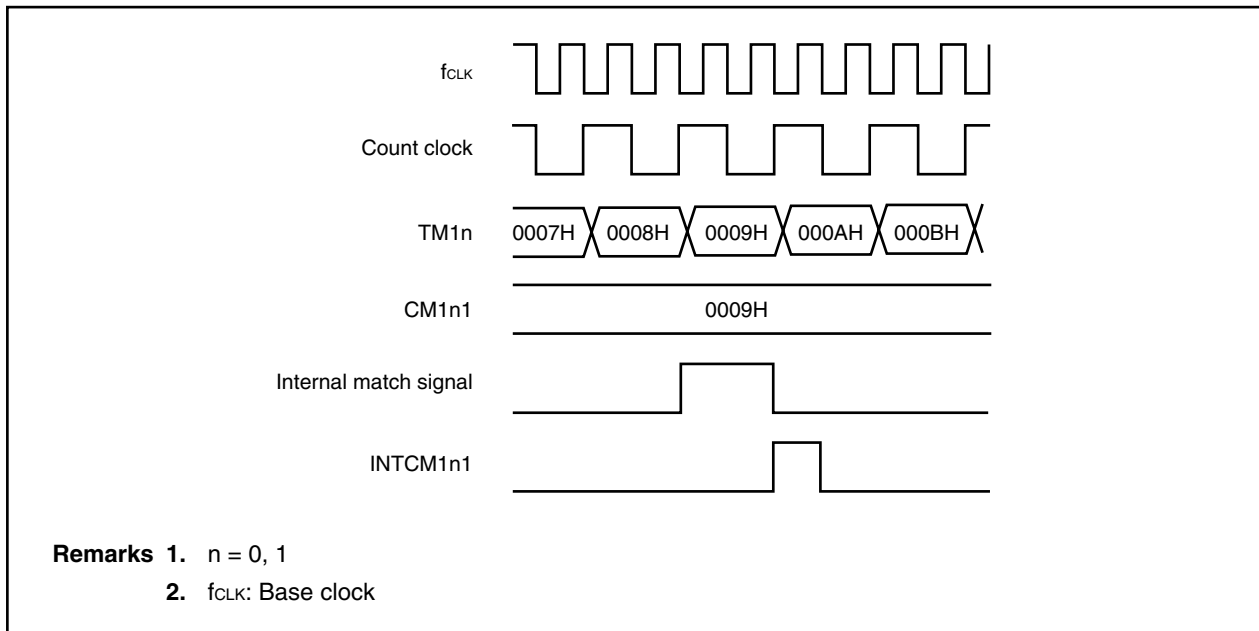 fCLK
Count clock
TM1n 0007H 0008H 0009H 000AH 000BH
CM1n1 0009H
Internal match signal
INTCM1n1
Remarks 1. n = 0, 1
2. fCLK: Base clock